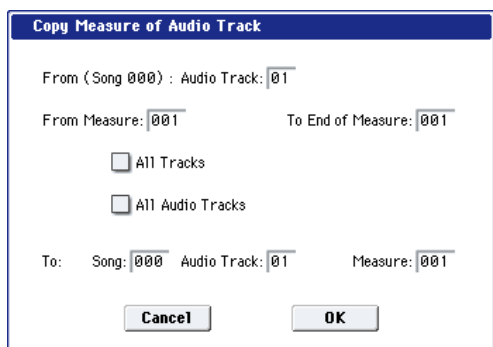 Copy Measure of Audio Track
From (Song 000) : Audio Track: 01
From Measure: 001 To End of Measure: 001
All Tracks
All Audio Tracks
To: Song: 000 Audio Track: 01 Measure: 001
Cancel OK